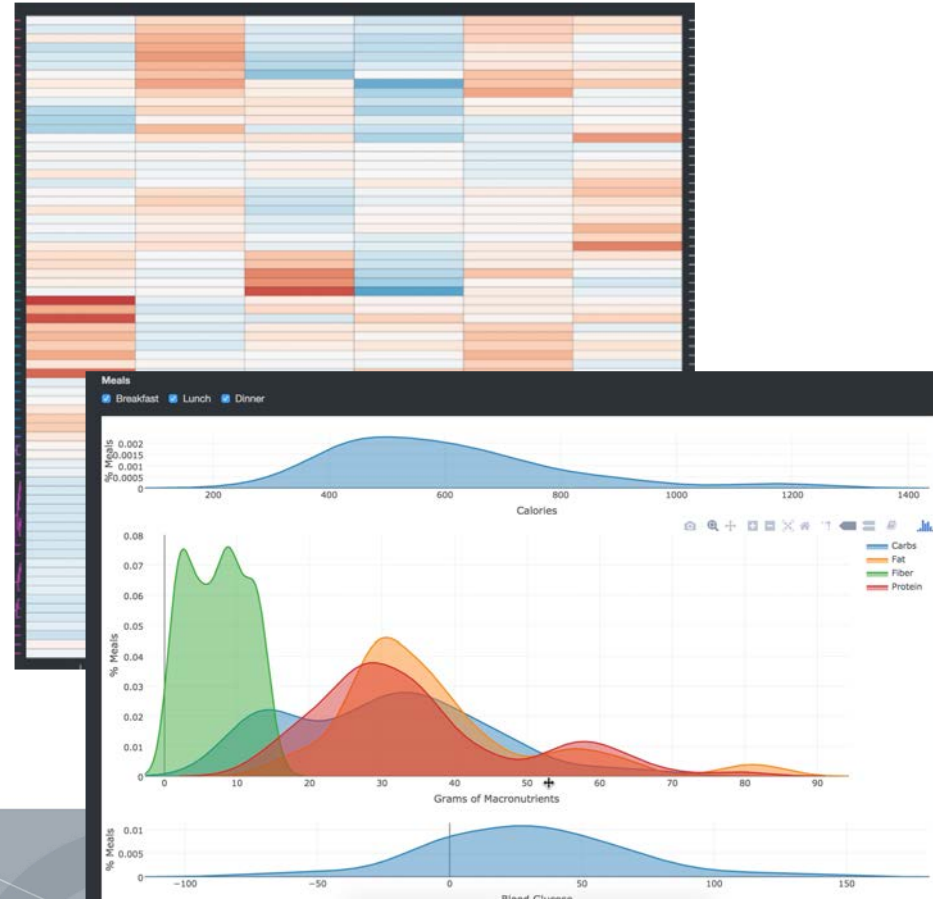 Meals
Breakfast Lunch Dinner
% Meals
0.002
0.0015
0.001
0.0005
0
200 400 600 800 1000 1200 1400
Calories
Carbs
Fat
Fiber
Protein
% Meals
0.08
0.07
0.06
0.05
0.04
0.03
0.02
0.01
0
0 10 20 30 40 50 60 70 80 90
Grams of Macronutrients
% Meals
0.01
0.005
0
−100 −50 0 50 100 150
Blood Glucose